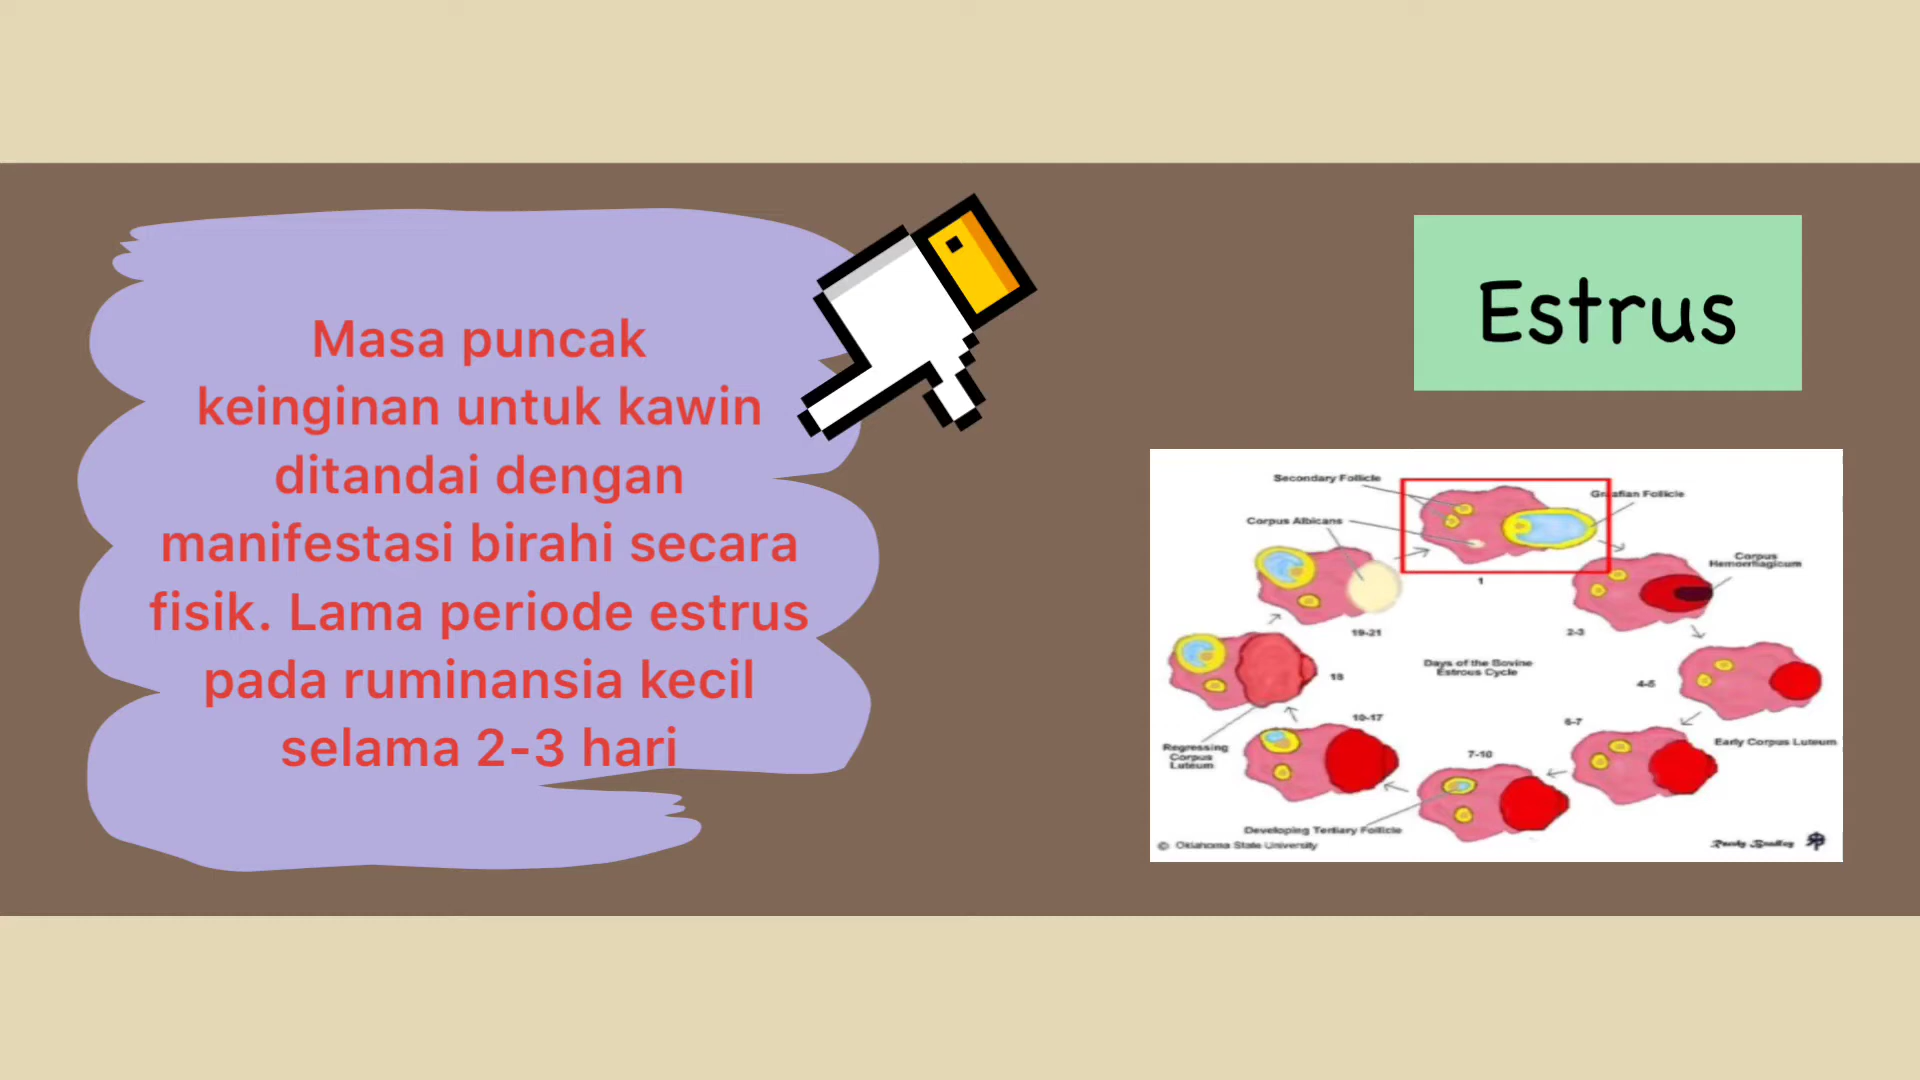 Masa puncak
keinginan untuk kawin
ditandai dengan
manifestasi birahi secara
fisik. Lama periode estrus
pada ruminansia kecil
selama 2-3 hari
Estrus
Secondary Follicle
Graafian Follicle
Corpus Albicans
Corpus
Hemorrhagicum
1
19-21
2-3
Days of the Bovine
Estrous Cycle
18
4-5
10-17
6-7
Regressing
Corpus
Luteum
Early Corpus Luteum
7-10
Developing Tertiary Follicle
© Oklahoma State University